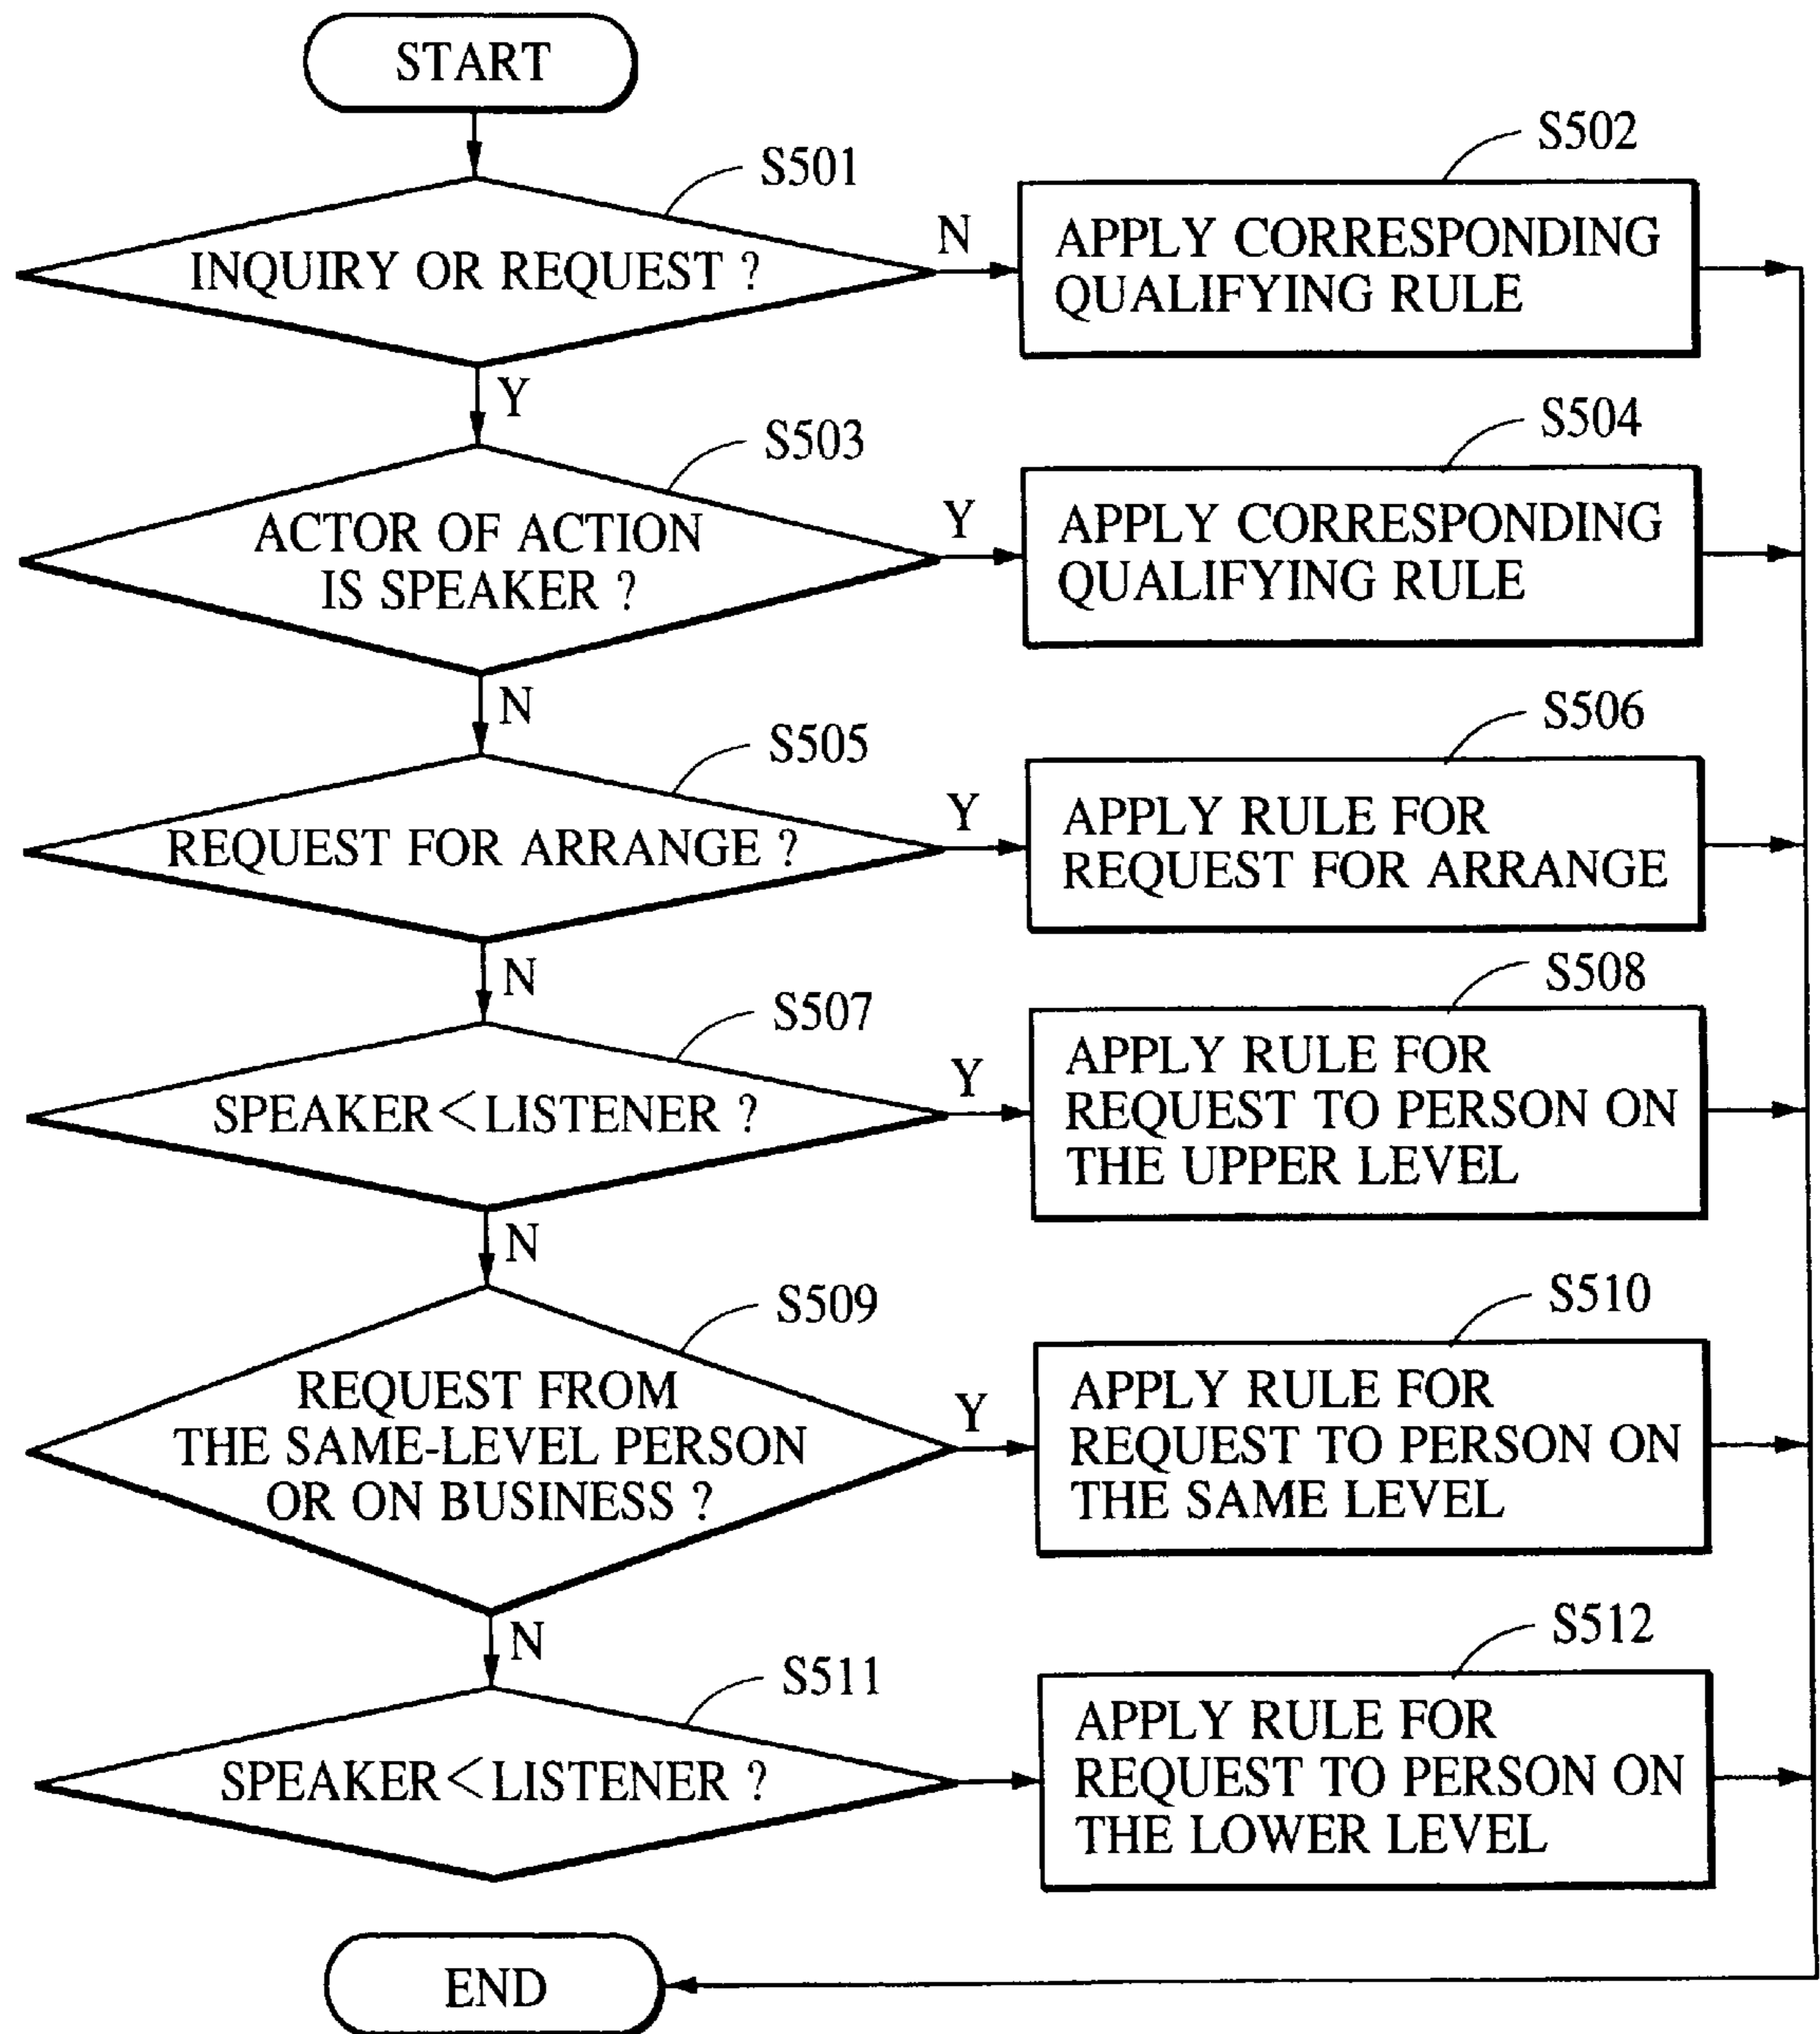 START
S501
INQUIRY OR REQUEST ?
N
S502
APPLY CORRESPONDING
QUALIFYING RULE
Y
S503
ACTOR OF ACTION
IS SPEAKER ?
Y
S504
APPLY CORRESPONDING
QUALIFYING RULE
N
S505
REQUEST FOR ARRANGE ?
Y
S506
APPLY RULE FOR
REQUEST FOR ARRANGE
N
S507
SPEAKER<LISTENER ?
Y
S508
APPLY RULE FOR
REQUEST TO PERSON ON
THE UPPER LEVEL
N
S509
REQUEST FROM
THE SAME-LEVEL PERSON
OR ON BUSINESS ?
Y
S510
APPLY RULE FOR
REQUEST TO PERSON ON
THE SAME LEVEL
N
S511
SPEAKER<LISTENER ?
S512
APPLY RULE FOR
REQUEST TO PERSON ON
THE LOWER LEVEL
END